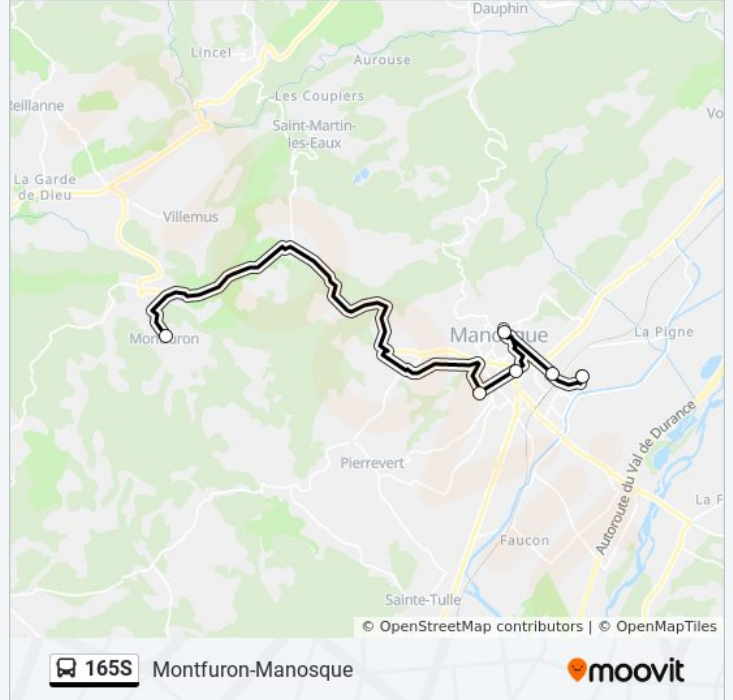 Dauphin
Lincel
Aurouse
Les Coupiers
eillanne
Vo
Saint-Martin-
les-Eaux
La Garde
de Dieu
Villemus
Manosque
La Pigne
Montfuron
Autoroute du Val de Durance
Pierrevert
La F
Faucon
Sainte-Tulle
© OpenStreetMap contributors | © OpenMapTiles
165S Montfuron-Manosque
moovit